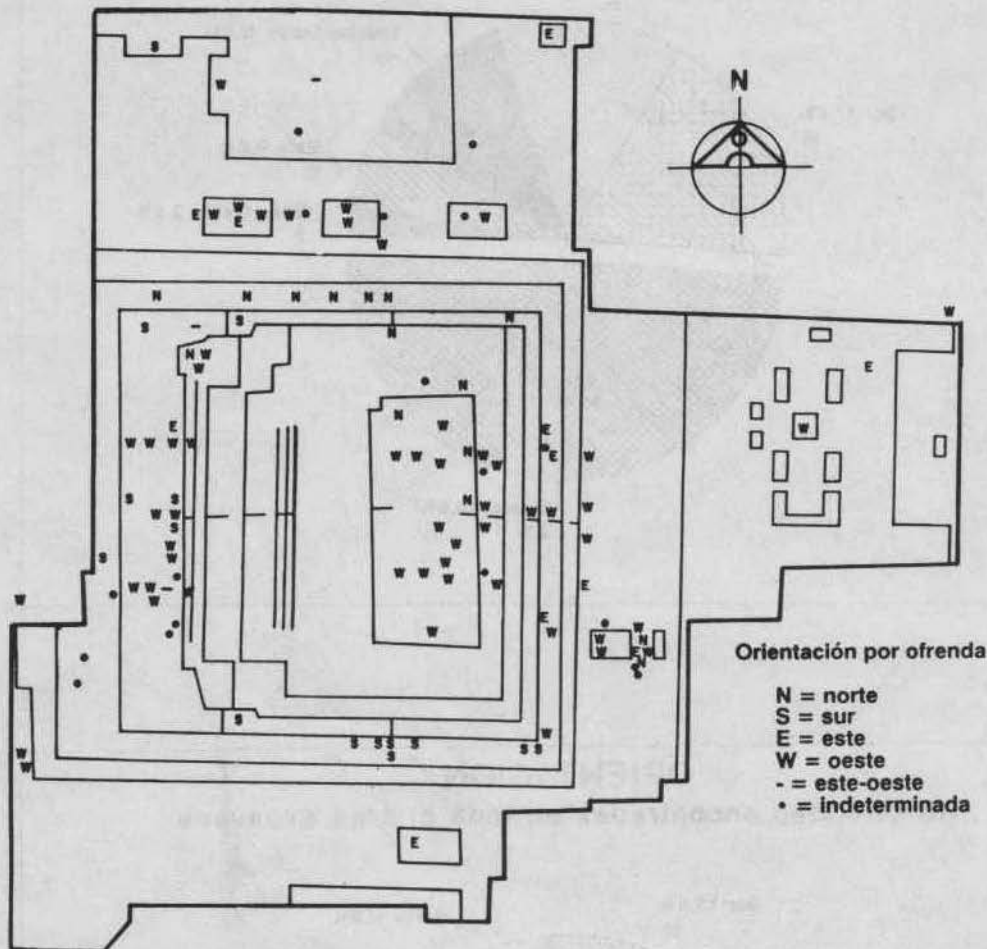 E
S
N
W -
•
•
W W
E W W W • • • W
E W
W
N N N N N N
W
S - S N N
N W
W E
• N
N
E W W E
W W W W W W N W • W W
W •
S S N W W
W W W W W
S W W
W W W
W S •
• W W W W •
• W W - W W E
W W
W
• W E •
• W W W N
• W E W
• N
• S
S W
S S S S S S
W S
W
E
Orientación por ofrenda
N = norte
S = sur
E = este
W = oeste
- = este-oeste
• = indeterminada